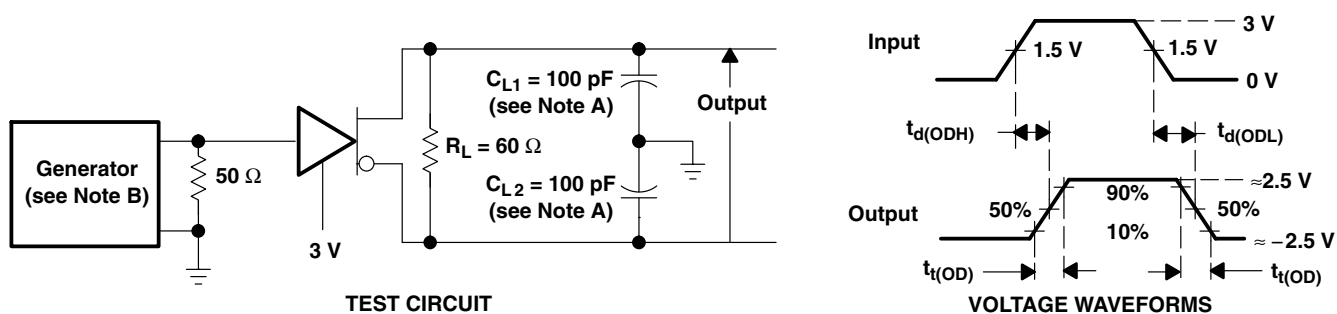 Generator
(see Note B)
50 Ω
3 V
R_L = 60 Ω
C_L1 = 100 pF
(see Note A)
C_L2 = 100 pF
(see Note A)
Output
TEST CIRCUIT
Input
3 V
1.5 V
1.5 V
0 V
t_d(ODH)
t_d(ODL)
Output
≈2.5 V
90%
50%
50%
10%
≈ −2.5 V
t_t(OD)
t_t(OD)
VOLTAGE WAVEFORMS